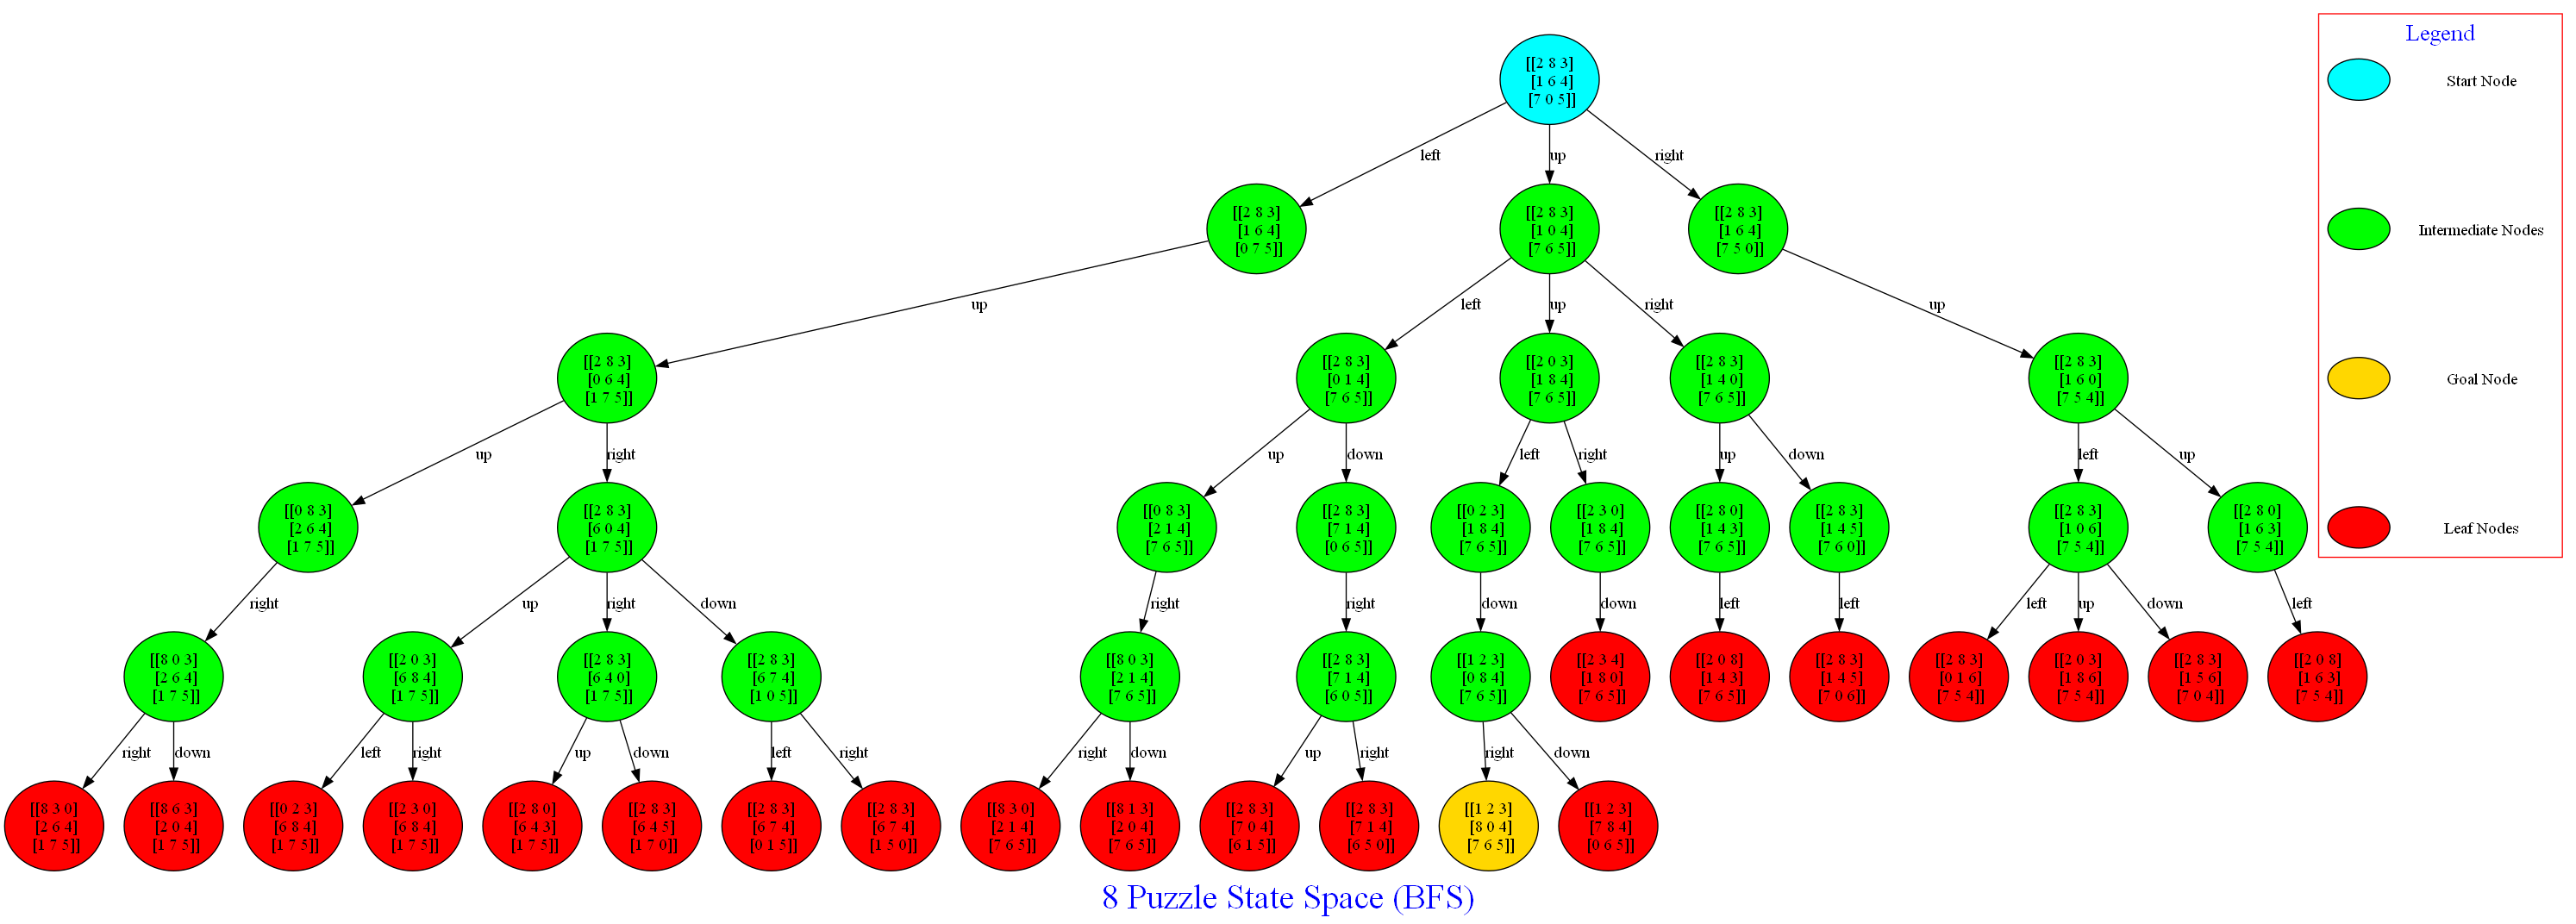 Legend
Start Node
Intermediate Nodes
Goal Node
Leaf Nodes
[[2 8 3]
[1 6 4]
[7 0 5]]
left
up
right
[[2 8 3]
[1 6 4]
[0 7 5]]
[[2 8 3]
[1 0 4]
[7 6 5]]
[[2 8 3]
[1 6 4]
[7 5 0]]
up
left
up
right
up
[[2 8 3]
[0 6 4]
[1 7 5]]
[[2 8 3]
[0 1 4]
[7 6 5]]
[[2 0 3]
[1 8 4]
[7 6 5]]
[[2 8 3]
[1 4 0]
[7 6 5]]
[[2 8 3]
[1 6 0]
[7 5 4]]
up
right
up
down
left
right
up
down
left
up
[[0 8 3]
[2 6 4]
[1 7 5]]
[[2 8 3]
[6 0 4]
[1 7 5]]
[[0 8 3]
[2 1 4]
[7 6 5]]
[[2 8 3]
[7 1 4]
[0 6 5]]
[[0 2 3]
[1 8 4]
[7 6 5]]
[[2 3 0]
[1 8 4]
[7 6 5]]
[[2 8 0]
[1 4 3]
[7 6 5]]
[[2 8 3]
[1 4 5]
[7 6 0]]
[[2 8 3]
[1 0 6]
[7 5 4]]
[[2 8 0]
[1 6 3]
[7 5 4]]
right
up
right
down
right
right
down
down
left
left
left
up
down
left
[[8 0 3]
[2 6 4]
[1 7 5]]
[[2 0 3]
[6 8 4]
[1 7 5]]
[[2 8 3]
[6 4 0]
[1 7 5]]
[[2 8 3]
[6 7 4]
[1 0 5]]
[[8 0 3]
[2 1 4]
[7 6 5]]
[[2 8 3]
[7 1 4]
[6 0 5]]
[[1 2 3]
[0 8 4]
[7 6 5]]
[[2 3 4]
[1 8 0]
[7 6 5]]
[[2 0 8]
[1 4 3]
[7 6 5]]
[[2 8 3]
[1 4 5]
[7 0 6]]
[[2 8 3]
[0 1 6]
[7 5 4]]
[[2 0 3]
[1 8 6]
[7 5 4]]
[[2 8 3]
[1 5 6]
[7 0 4]]
[[2 0 8]
[1 6 3]
[7 5 4]]
right
down
left
right
up
down
left
right
right
down
up
right
right
down
[[8 3 0]
[2 6 4]
[1 7 5]]
[[8 6 3]
[2 0 4]
[1 7 5]]
[[0 2 3]
[6 8 4]
[1 7 5]]
[[2 3 0]
[6 8 4]
[1 7 5]]
[[2 8 0]
[6 4 3]
[1 7 5]]
[[2 8 3]
[6 4 5]
[1 7 0]]
[[2 8 3]
[6 7 4]
[0 1 5]]
[[2 8 3]
[6 7 4]
[1 5 0]]
[[8 3 0]
[2 1 4]
[7 6 5]]
[[8 1 3]
[2 0 4]
[7 6 5]]
[[2 8 3]
[7 0 4]
[6 1 5]]
[[2 8 3]
[7 1 4]
[6 5 0]]
[[1 2 3]
[8 0 4]
[7 6 5]]
[[1 2 3]
[7 8 4]
[0 6 5]]
8 Puzzle State Space (BFS)